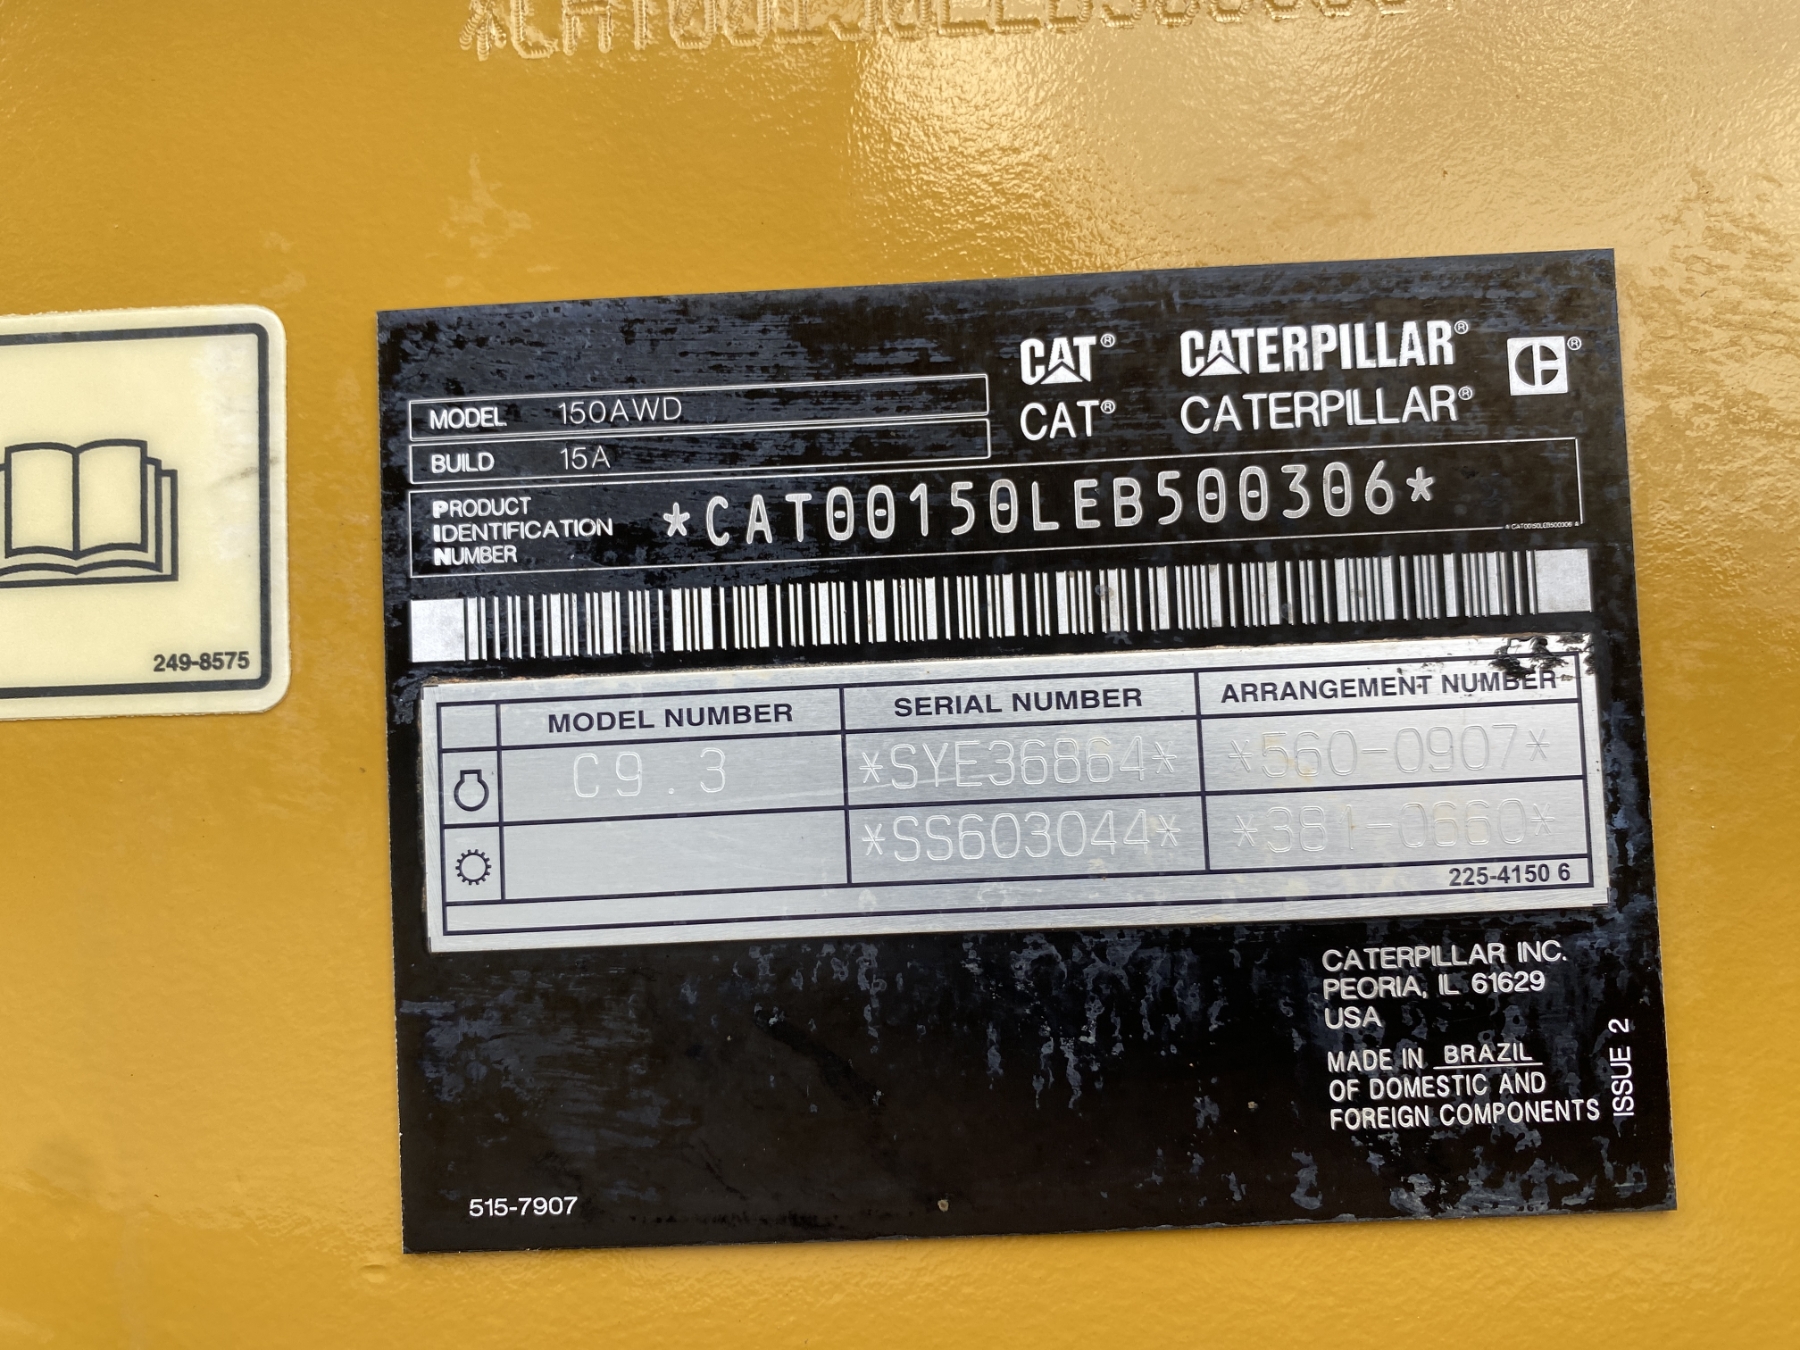 CAT® CATERPILLAR® ®
CAT® CATERPILLAR®
MODEL 150AWD
BUILD 15A
PRODUCT IDENTIFICATION NUMBER *CAT00150LEB500306*
MODEL NUMBER SERIAL NUMBER ARRANGEMENT NUMBER
C9.3 *SYE36864* *560-0907*
*SS603044* *381-0660*
225-4150 6
CATERPILLAR INC.
PEORIA, IL 61629
USA
MADE IN BRAZIL
OF DOMESTIC AND
FOREIGN COMPONENTS
ISSUE 2
515-7907
249-8575